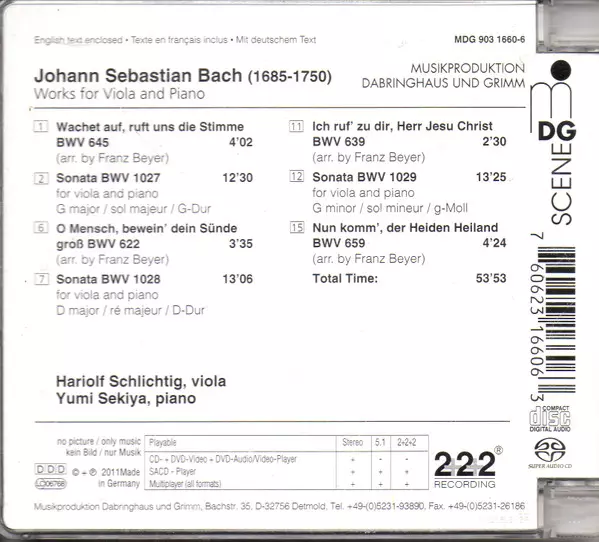 English text enclosed • Texte en français inclus • Mit deutschem Text
MDG 903 1660-6
Johann Sebastian Bach (1685-1750)
Works for Viola and Piano
MUSIKPRODUKTION
DABRINGHAUS UND GRIMM
1 Wachet auf, ruft uns die Stimme
BWV 645 4'02
(arr. by Franz Beyer)
2 Sonata BWV 1027 12'30
for viola and piano
G major / sol majeur / G-Dur
6 O Mensch, bewein' dein Sünde
groß BWV 622 3'35
(arr. by Franz Beyer)
7 Sonata BWV 1028 13'06
for viola and piano
D major / ré majeur / D-Dur
11 Ich ruf' zu dir, Herr Jesu Christ
BWV 639 2'30
(arr. by Franz Beyer)
12 Sonata BWV 1029 13'25
for viola and piano
G minor / sol mineur / g-Moll
15 Nun komm', der Heiden Heiland
BWV 659 4'24
(arr. by Franz Beyer)
Total Time: 53'53
MDG
SCENE
7 60623 16606 3
Hariolf Schlichtig, viola
Yumi Sekiya, piano
COMPACT
disc
DIGITAL AUDIO
SUPER AUDIO CD
no picture / only music
kein Bild / nur Musik
DDD
LC06768
© + ℗ 2011 Made
in Germany
Playable Stereo 5.1 2+2+2
CD- + DVD-Video + DVD-Audio/Video-Player + - -
SACD - Player + + +
Multiplayer (all formats) + + +
2+2+2®
RECORDING
Musikproduktion Dabringhaus und Grimm, Bachstr. 35, D-32756 Detmold, Tel. +49-(0)5231-93890, Fax. +49-(0)5231-26186